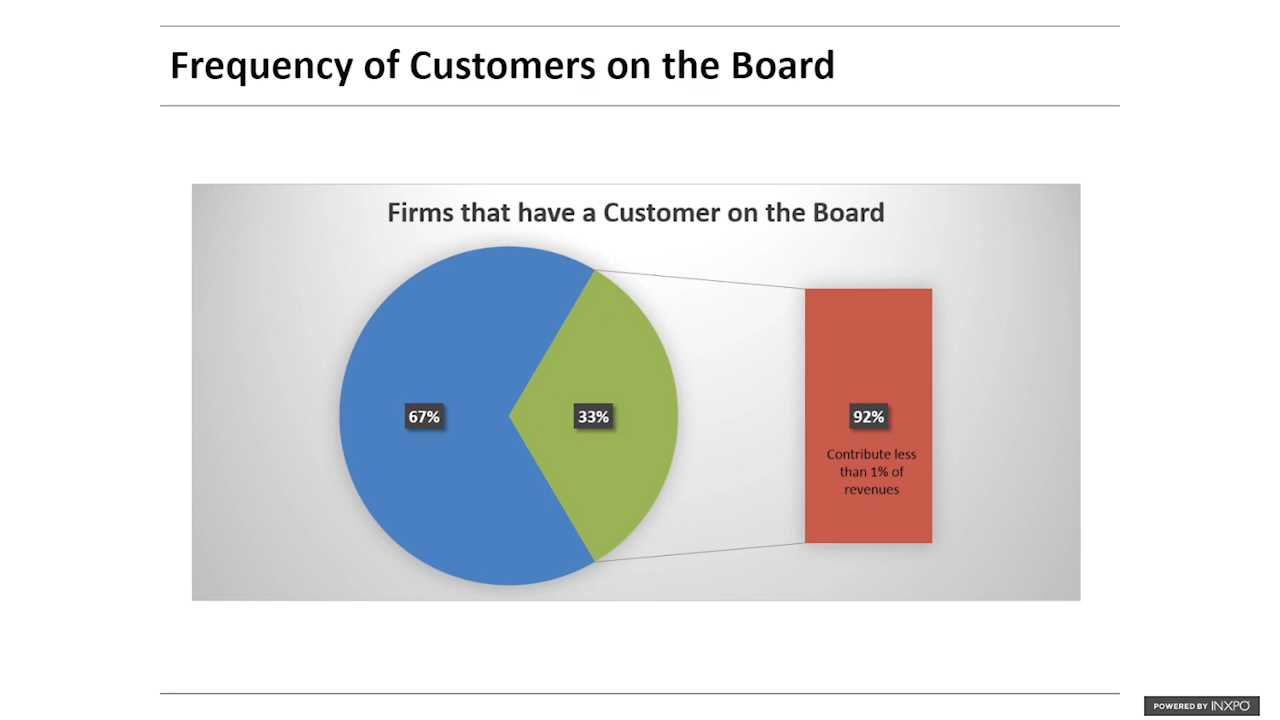 Frequency of Customers on the Board
Firms that have a Customer on the Board
67%
33%
92%
Contribute less
than 1% of
revenues
POWERED BY INXPO